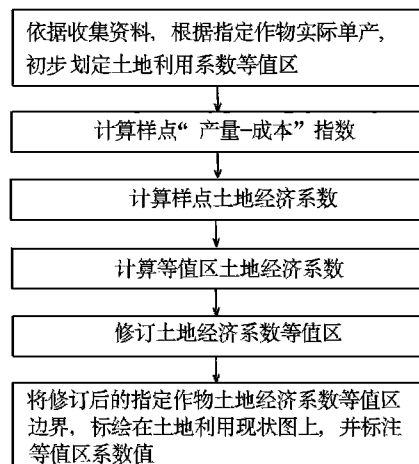 依据收集资料，根据指定作物实际单产，
初步划定土地利用系数等值区
计算样点“产量-成本”指数
计算样点土地经济系数
计算等值区土地经济系数
修订土地经济系数等值区
将修订后的指定作物土地经济系数等值区
边界，标绘在土地利用现状图上，并标注
等值区系数值